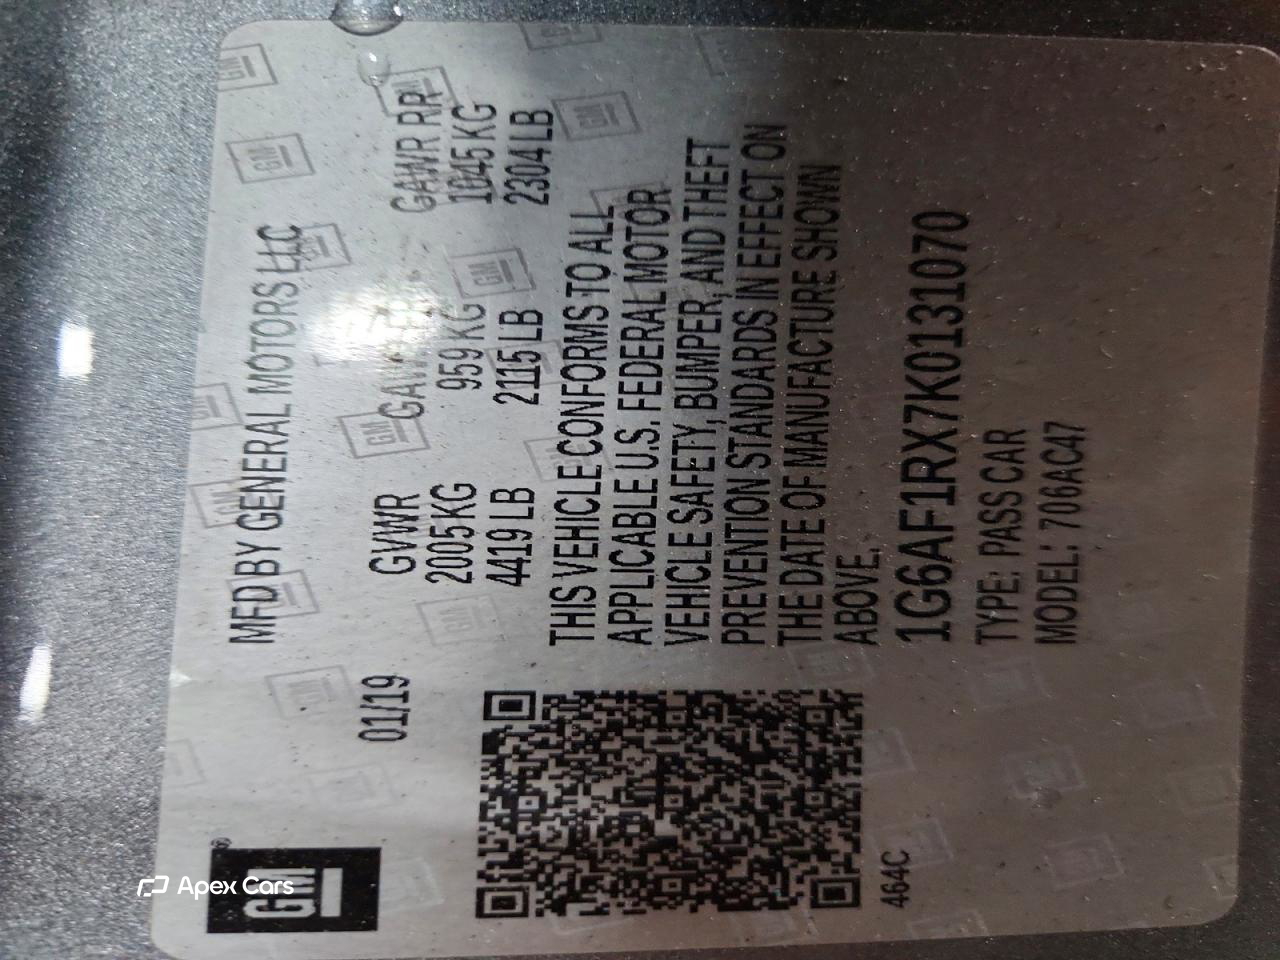 GM®
MFD BY GENERAL MOTORS LLC
01/19
GVWR GAWR RR
2005 KG 959 KG 1045 KG
4419 LB 2115 LB 2304 LB
THIS VEHICLE CONFORMS TO ALL
APPLICABLE U.S. FEDERAL MOTOR
VEHICLE SAFETY, BUMPER, AND THEFT
PREVENTION STANDARDS IN EFFECT ON
THE DATE OF MANUFACTURE SHOWN
ABOVE.
1G6AF1RX7K0131070
TYPE: PASS CAR
MODEL: 706AC47
464C
Apex Cars